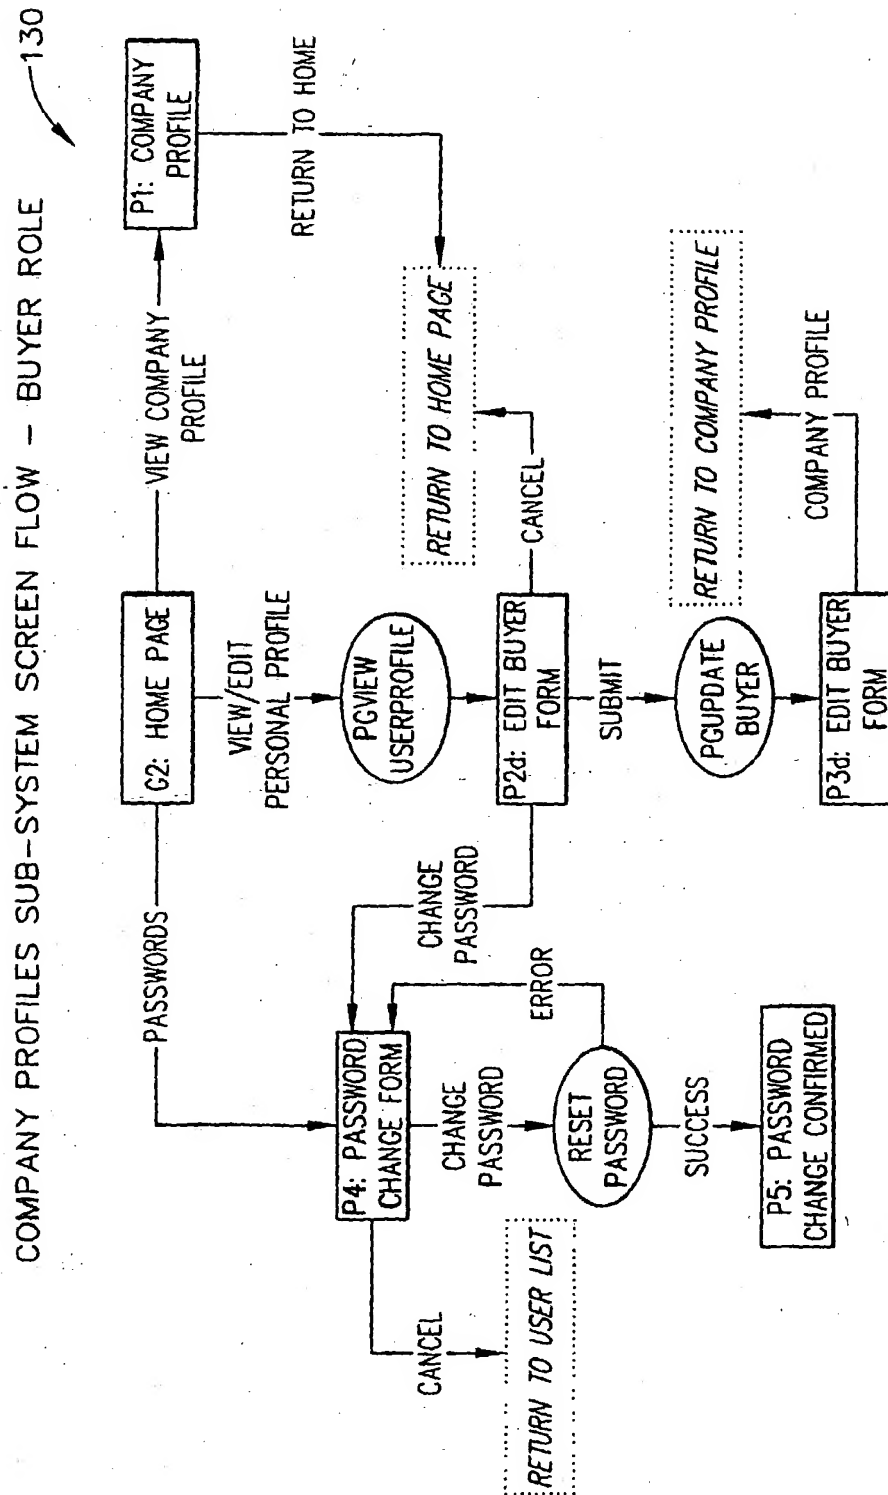 COMPANY PROFILES SUB-SYSTEM SCREEN FLOW - BUYER ROLE
130
G2: HOME PAGE
VIEW COMPANY
PROFILE
P1: COMPANY
PROFILE
RETURN TO HOME
PASSWORDS
VIEW/EDIT
PERSONAL PROFILE
PGVIEW
USERPROFILE
RETURN TO HOME PAGE
CANCEL
P2d: EDIT BUYER
FORM
CHANGE
PASSWORD
P4: PASSWORD
CHANGE FORM
CHANGE
PASSWORD
ERROR
CANCEL
RETURN TO USER LIST
RESET
PASSWORD
SUCCESS
P5: PASSWORD
CHANGE CONFIRMED
SUBMIT
PGUPDATE
BUYER
RETURN TO COMPANY PROFILE
COMPANY PROFILE
P3d: EDIT BUYER
FORM